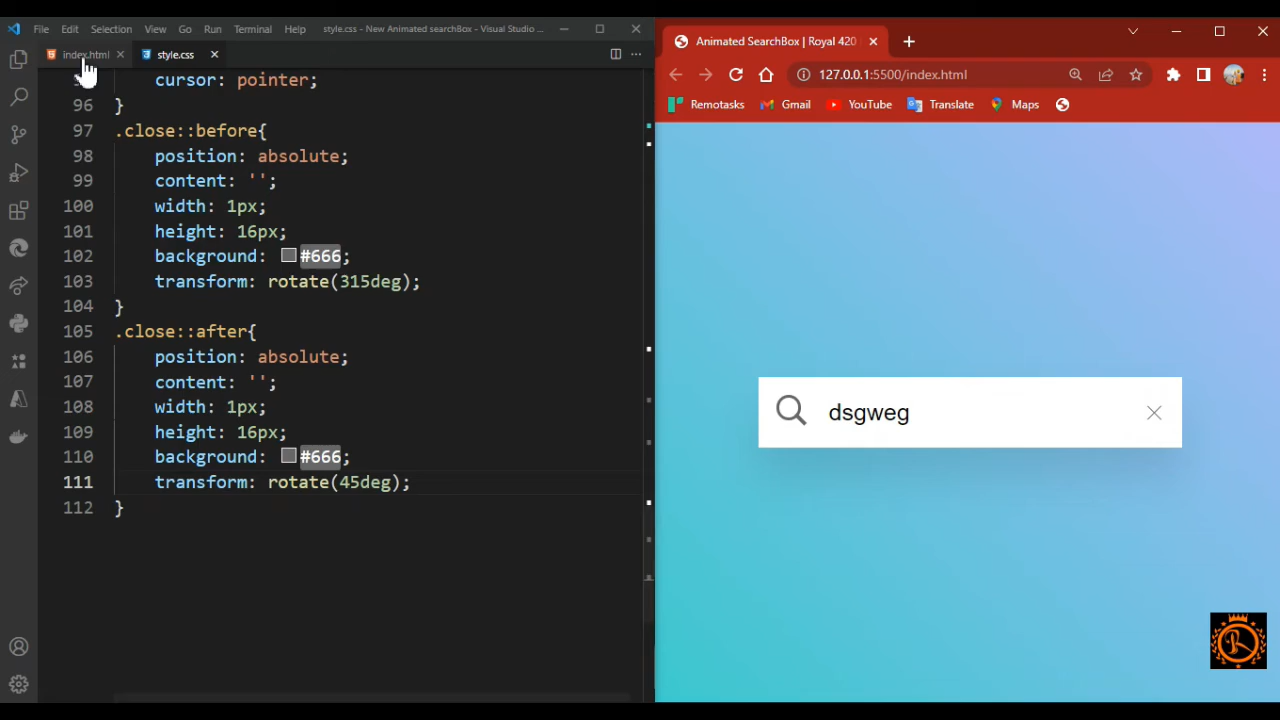 File Edit View Selection Go Run Terminal Help style.css - New Animated searchBox - Visual Studio ...
index.html style.css
cursor: pointer;
96 }
97 .close::before{
98 position: absolute;
99 content: '';
100 width: 1px;
101 height: 16px;
102 background: #666;
103 transform: rotate(315deg);
104 }
105 .close::after{
106 position: absolute;
107 content: '';
108 width: 1px;
109 height: 16px;
110 background: #666;
111 transform: rotate(45deg);
112 }
Animated SearchBox | Royal 420
127.0.0.1:5500/index.html
Remotasks Gmail YouTube Translate Maps
dsgweg